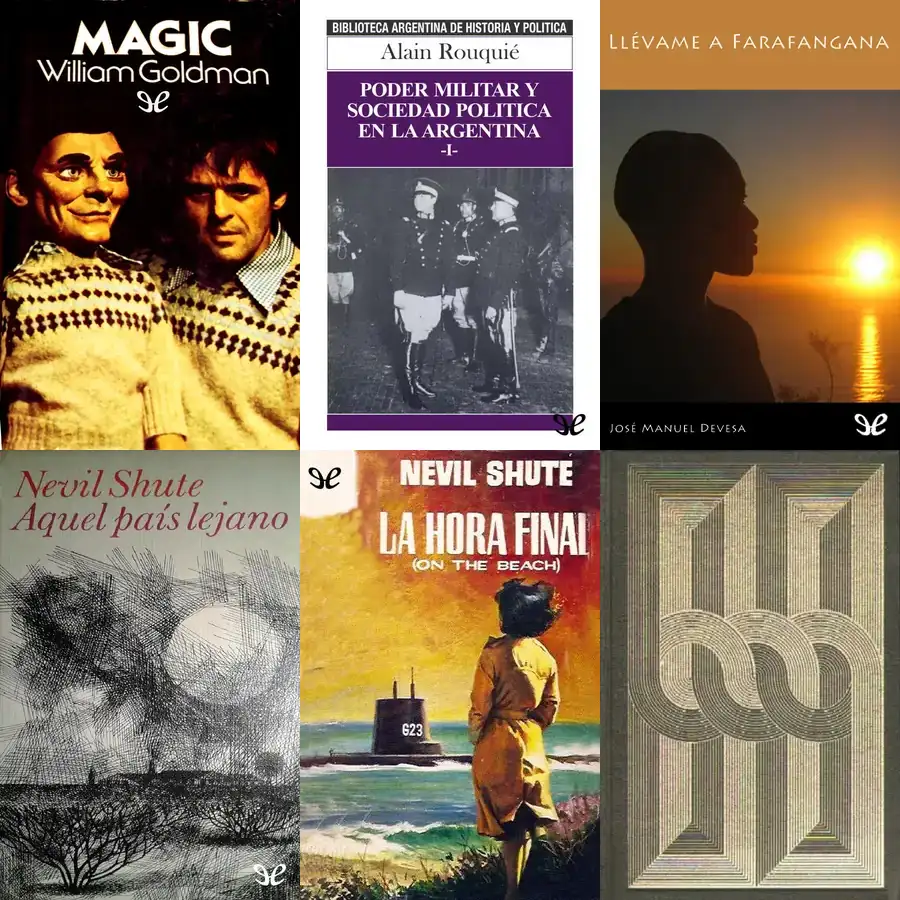 MAGIC
William Goldman
BIBLIOTECA ARGENTINA DE HISTORIA Y POLITICA
Alain Rouquié
PODER MILITAR Y
SOCIEDAD POLITICA
EN LA ARGENTINA
-I-
LLÉVAME A FARAFANGANA
JOSÉ MANUEL DEVESA
Nevil Shute
Aquel país lejano
NEVIL SHUTE
LA HORA FINAL
(ON THE BEACH)
G23